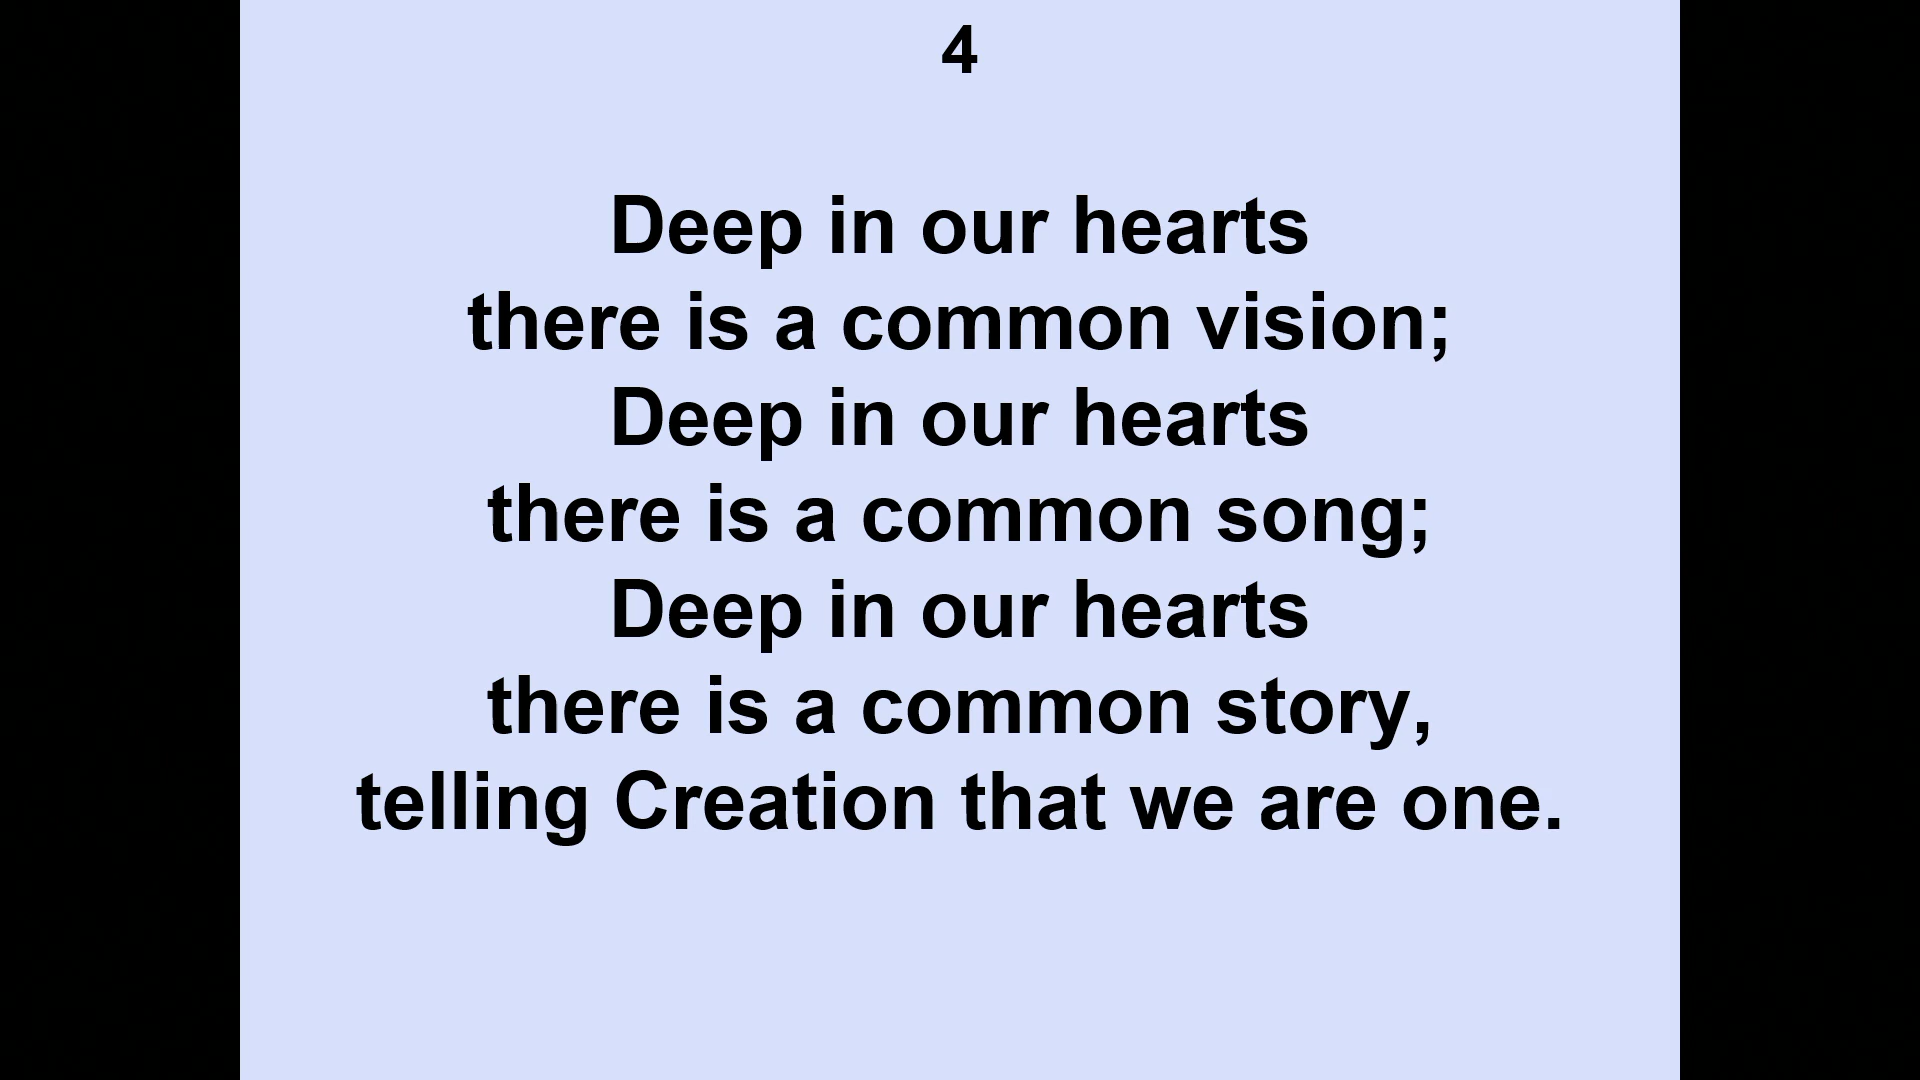 4
Deep in our hearts
there is a common vision;
Deep in our hearts
there is a common song;
Deep in our hearts
there is a common story,
telling Creation that we are one.